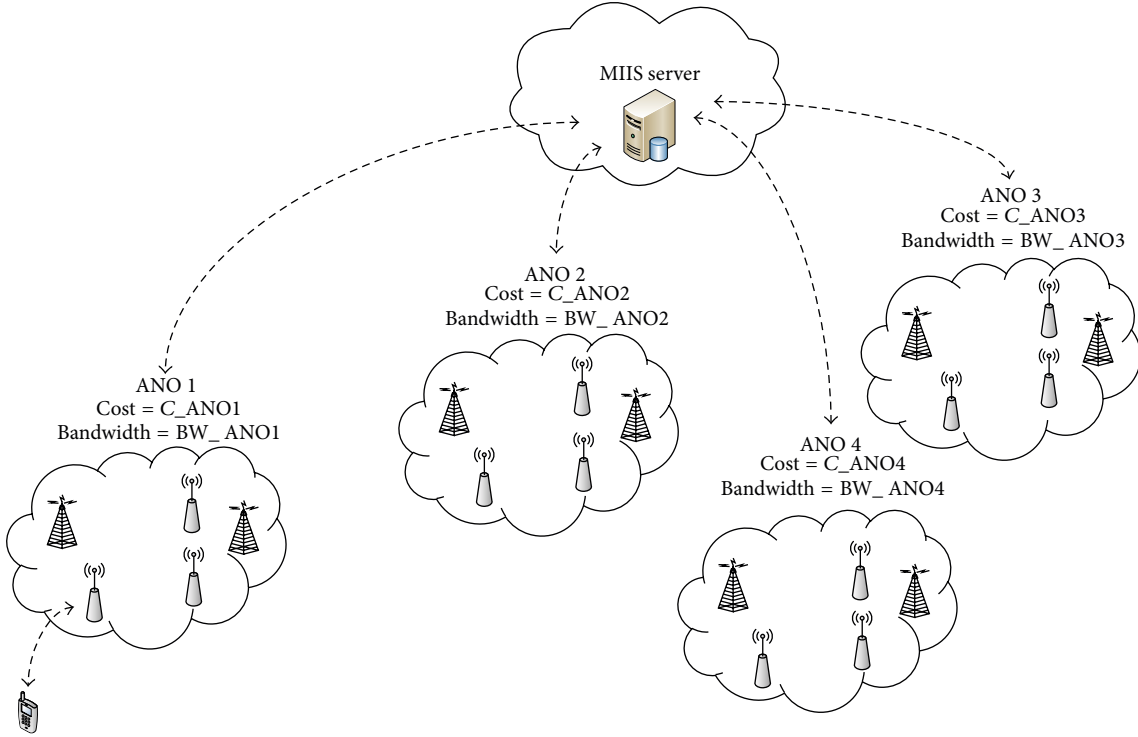 MIIS server
ANO 3
Cost = C_ANO3
Bandwidth = BW_ ANO3
ANO 2
Cost = C_ANO2
Bandwidth = BW_ ANO2
ANO 1
Cost = C_ANO1
Bandwidth = BW_ ANO1
ANO 4
Cost = C_ANO4
Bandwidth = BW_ ANO4